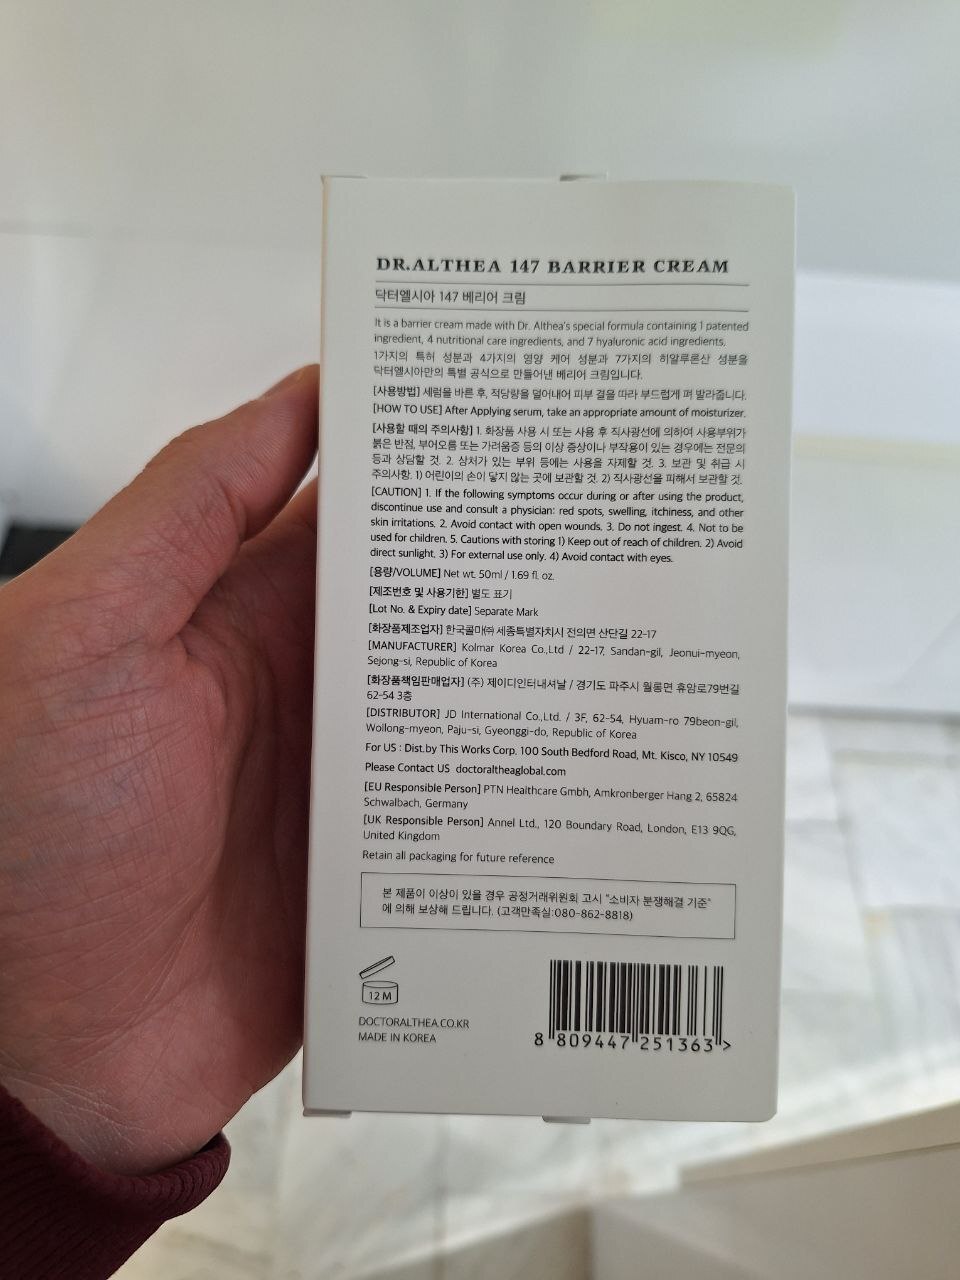 DR.ALTHEA 147 BARRIER CREAM
닥터엘시아 147 베리어 크림
It is a barrier cream made with Dr. Althea's special formula containing 1 patented
ingredient, 4 nutritional care ingredients, and 7 hyaluronic acid ingredients.
1가지의 특허 성분과 4가지의 영양 케어 성분과 7가지의 히알루론산 성분을
닥터엘시아만의 특별 공식으로 만들어낸 베리어 크림입니다.
[사용방법] 세럼을 바른 후, 적당량을 덜어내어 피부 결을 따라 부드럽게 펴 발라줍니다.
[HOW TO USE] After Applying serum, take an appropriate amount of moisturizer.
[사용할 때의 주의사항] 1. 화장품 사용 시 또는 사용 후 직사광선에 의하여 사용부위가
붉은 반점, 부어오름 또는 가려움증 등의 이상 증상이나 부작용이 있는 경우에는 전문의
등과 상담할 것. 2. 상처가 있는 부위 등에는 사용을 자제할 것. 3. 보관 및 취급 시
주의사항. 1) 어린이의 손이 닿지 않는 곳에 보관할 것. 2) 직사광선을 피해서 보관할 것.
[CAUTION] 1. If the following symptoms occur during or after using the product,
discontinue use and consult a physician: red spots, swelling, itchiness, and other
skin irritations. 2. Avoid contact with open wounds. 3. Do not ingest. 4. Not to be
used for children. 5. Cautions with storing 1) Keep out of reach of children. 2) Avoid
direct sunlight. 3) For external use only. 4) Avoid contact with eyes.
[용량/VOLUME] Net wt. 50ml / 1.69 fl. oz.
[제조번호 및 사용기한] 별도 표기
[Lot No. & Expiry date] Separate Mark
[화장품제조업자] 한국콜마㈜ 세종특별자치시 전의면 산단길 22-17
[MANUFACTURER] Kolmar Korea Co.,Ltd / 22-17, Sandan-gil, Jeonui-myeon,
Sejong-si, Republic of Korea
[화장품책임판매업자] (주) 제이디인터내셔날 / 경기도 파주시 월롱면 휴암로79번길
62-54 3층
[DISTRIBUTOR] JD International Co.,Ltd. / 3F, 62-54, Hyuam-ro 79beon-gil,
Wollong-myeon, Paju-si, Gyeonggi-do, Republic of Korea
For US : Dist.by This Works Corp. 100 South Bedford Road, Mt. Kisco, NY 10549
Please Contact US doctoraltheaglobal.com
[EU Responsible Person] PTN Healthcare Gmbh, Amkronberger Hang 2, 65824
Schwalbach, Germany
[UK Responsible Person] Annel Ltd., 120 Boundary Road, London, E13 9QG,
United Kingdom
Retain all packaging for future reference
본 제품이 이상이 있을 경우 공정거래위원회 고시 "소비자 분쟁해결 기준"
에 의해 보상해 드립니다. (고객만족실:080-862-8818)
12 M
DOCTORALTHEA.CO.KR
MADE IN KOREA
8 809447 251363 >